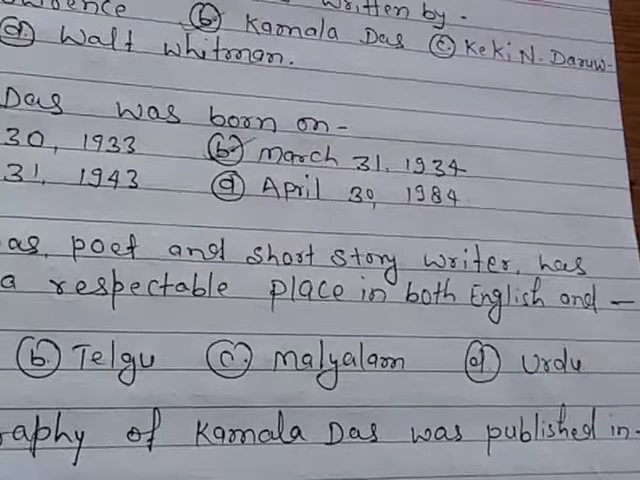 written by.
(b) Kamala Das (c) Keki N. Daruw-
(d) Walt Whitman.
Das was born on-
30, 1933 (b) March 31, 1934
31, 1943 (d) April 30, 1984
as, poet and short story writer, has
a respectable place in both English and —
(b) Telgu (c) Malyalam (d) Urdu
raphy of Kamala Das was published in-